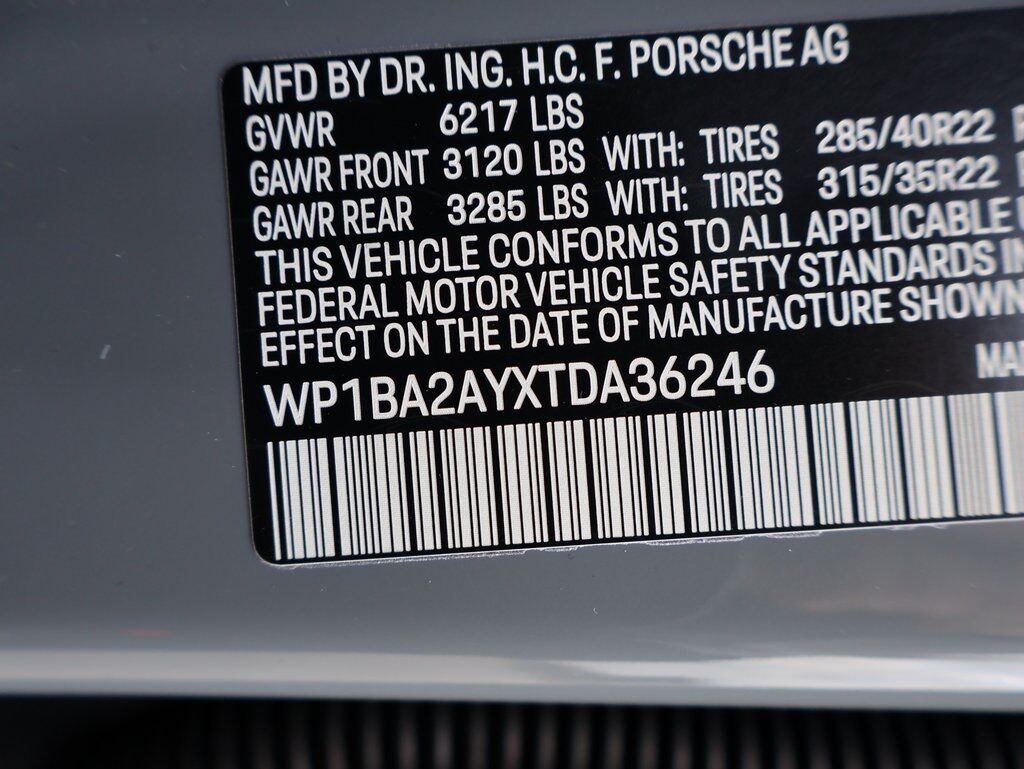 MFD BY DR. ING. H.C. F. PORSCHE AG
GVWR 6217 LBS
GAWR FRONT 3120 LBS WITH: TIRES 285/40R22
GAWR REAR 3285 LBS WITH: TIRES 315/35R22
THIS VEHICLE CONFORMS TO ALL APPLICABLE
FEDERAL MOTOR VEHICLE SAFETY STANDARDS IN
EFFECT ON THE DATE OF MANUFACTURE SHOWN
WP1BA2AYXTDA36246